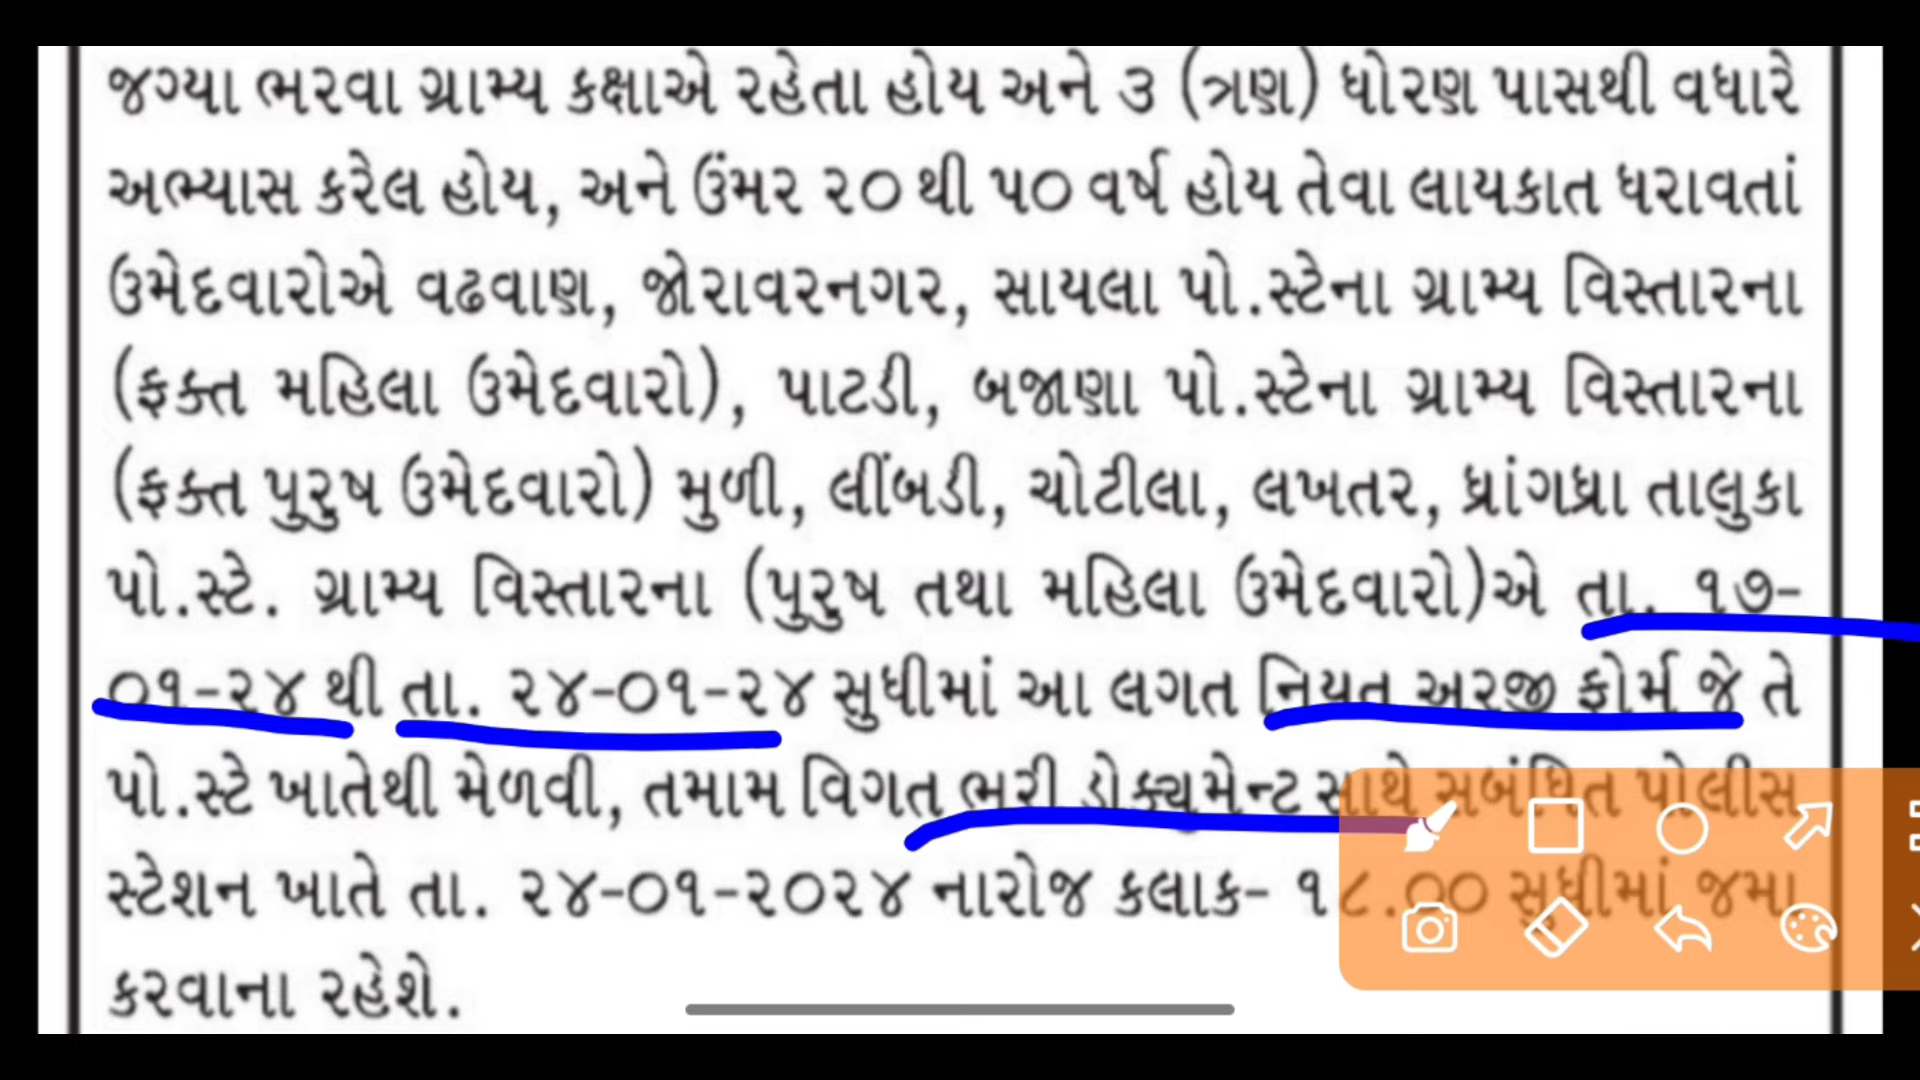 જગ્યા ભરવા ગ્રામ્ય કક્ષાએ રહેતા હોય અને ૩ (ત્રણ) ધોરણ પાસથી વધારે
અભ્યાસ કરેલ હોય, અને ઉંમર ૨૦ થી ૫૦ વર્ષ હોય તેવા લાયકાત ધરાવતાં
ઉમેદવારોએ વઢવાણ, જોરાવરનગર, સાયલા પો.સ્ટેના ગ્રામ્ય વિસ્તારના
(ફક્ત મહિલા ઉમેદવારો), પાટડી, બજાણા પો.સ્ટેના ગ્રામ્ય વિસ્તારના
(ફક્ત પુરુષ ઉમેદવારો) મુળી, લીંબડી, ચોટીલા, લખતર, ધ્રાંગધ્રા તાલુકા
પો.સ્ટે. ગ્રામ્ય વિસ્તારના (પુરુષ તથા મહિલા ઉમેદવારો)એ તા. ૧૭-
૦૧-૨૪ થી તા. ૨૪-૦૧-૨૪ સુધીમાં આ લગત નિયત અરજી ફોર્મ જે તે
પો.સ્ટે ખાતેથી મેળવી, તમામ વિગત ભરી ડોક્યુમેન્ટ સાથે સબંધિત પોલીસ
સ્ટેશન ખાતે તા. ૨૪-૦૧-૨૦૨૪ નારોજ કલાક- ૧૮.૦૦ સુધીમાં જમા
કરવાના રહેશે.